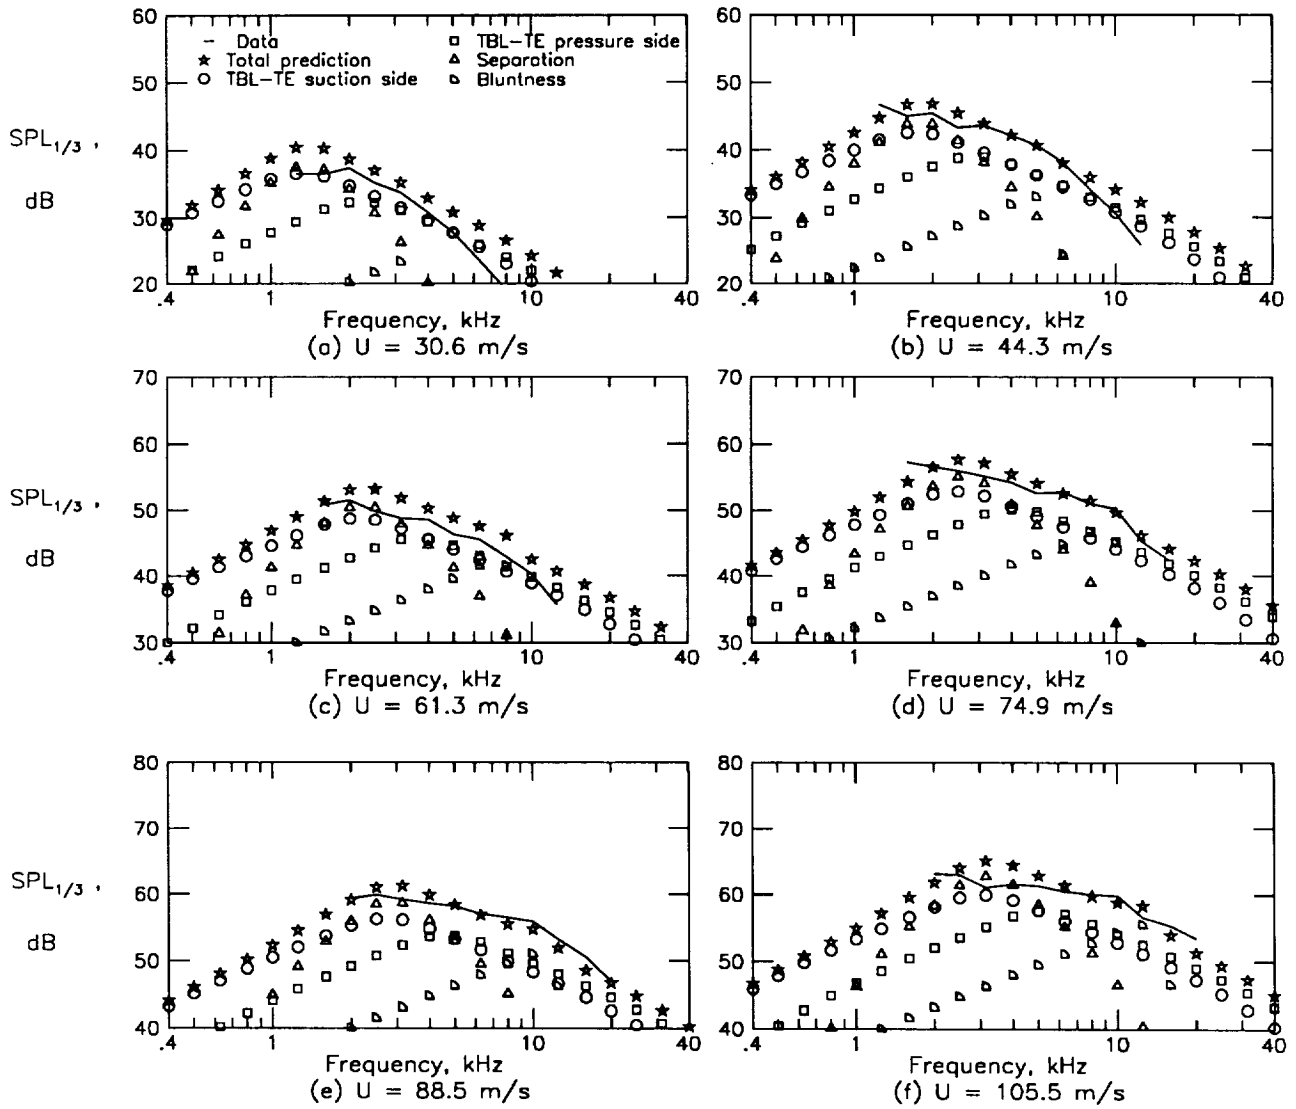 60
50
40
30
20
SPL1/3 ,
dB
— Data
☆ Total prediction
○ TBL-TE suction side
□ TBL-TE pressure side
△ Separation
Bluntness
.4 1 10 40
Frequency, kHz
(a) U = 30.6 m/s
60
50
40
30
20
.4 1 10 40
Frequency, kHz
(b) U = 44.3 m/s
70
60
50
40
30
SPL1/3 ,
dB
.4 1 10 40
Frequency, kHz
(c) U = 61.3 m/s
70
60
50
40
30
.4 1 10 40
Frequency, kHz
(d) U = 74.9 m/s
80
70
60
50
40
SPL1/3 ,
dB
.4 1 10 40
Frequency, kHz
(e) U = 88.5 m/s
80
70
60
50
40
.4 1 10 40
Frequency, kHz
(f) U = 105.5 m/s